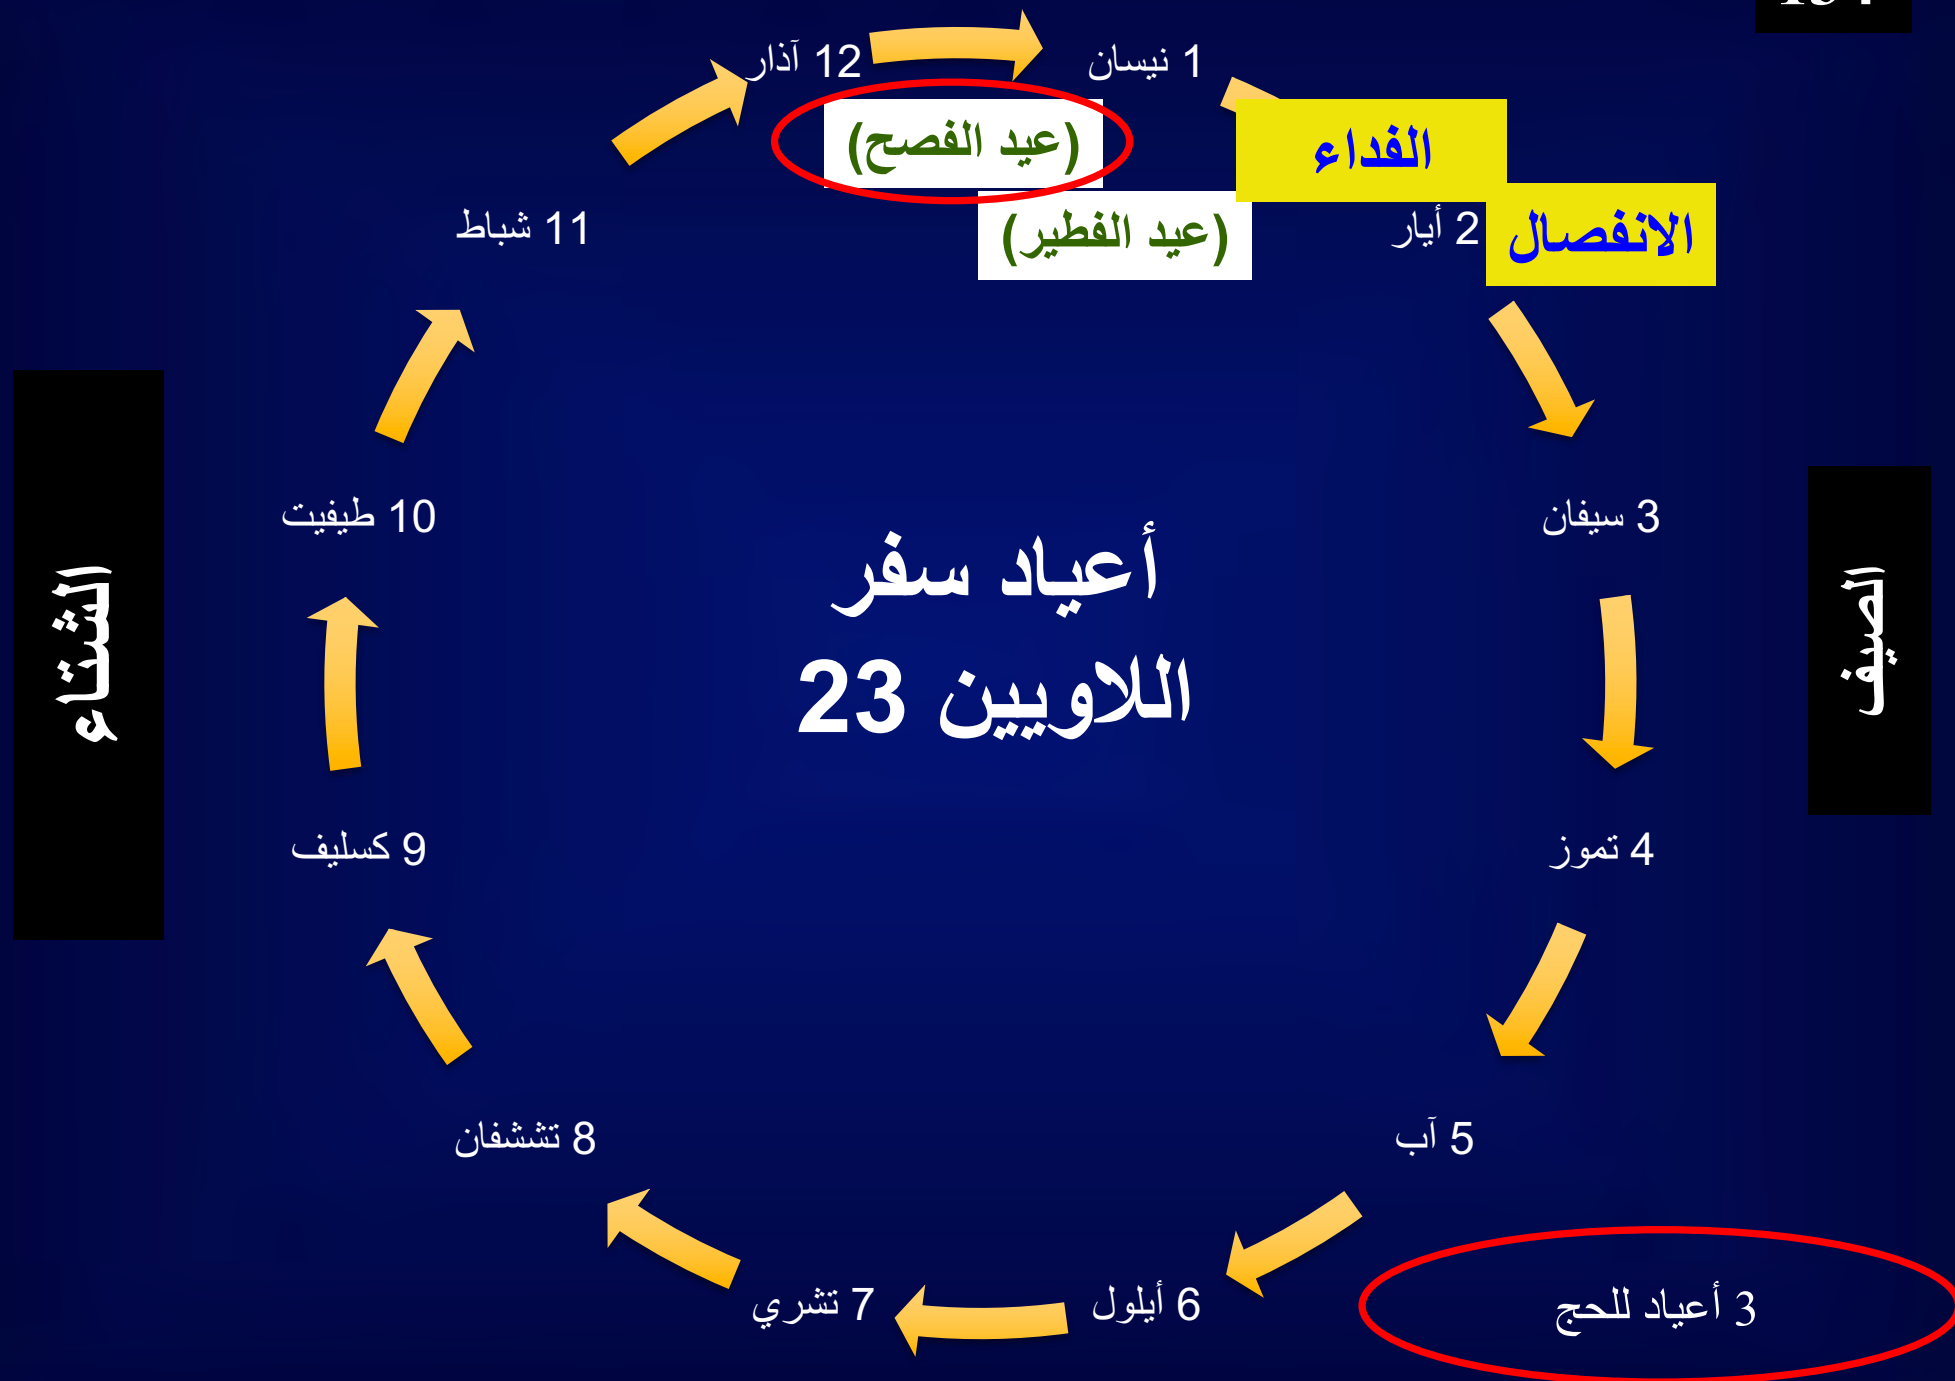 12 آذار
1 نيسان
(عيد الفصح)
الفداء
(عيد الفطير)
2 أيار
الانفصال
11 شباط
3 سيفان
10 طيفيت
أعياد سفر
اللاويين 23
الصيف
الشتاء
4 تموز
9 كسليف
5 آب
8 تششفان
6 أيلول
7 تشري
3 أعياد للحج